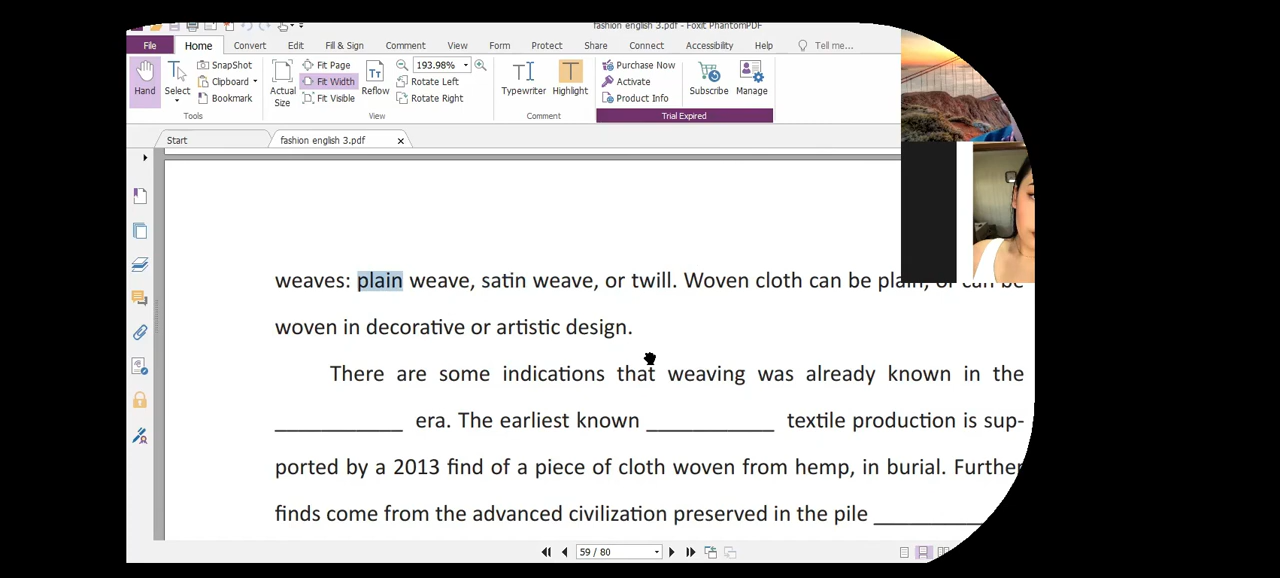 fashion english 3.pdf - Foxit PhantomPDF
File Home Convert Edit Fill & Sign Comment View Form Protect Share Connect Accessibility Help Tell me...
SnapShot Fit Page 193.98% Purchase Now
Clipboard Fit Width Rotate Left Activate
Bookmark Fit Visible Rotate Right Product Info
Hand Select Actual Size Reflow Typewriter Highlight Subscribe Manage
Tools View Comment Trial Expired
Start fashion english 3.pdf
weaves: plain weave, satin weave, or twill. Woven cloth can be plain, or can be
woven in decorative or artistic design.
There are some indications that weaving was already known in the
____________ era. The earliest known ____________ textile production is sup-
ported by a 2013 find of a piece of cloth woven from hemp, in burial. Further
finds come from the advanced civilization preserved in the pile ____________
59 / 80